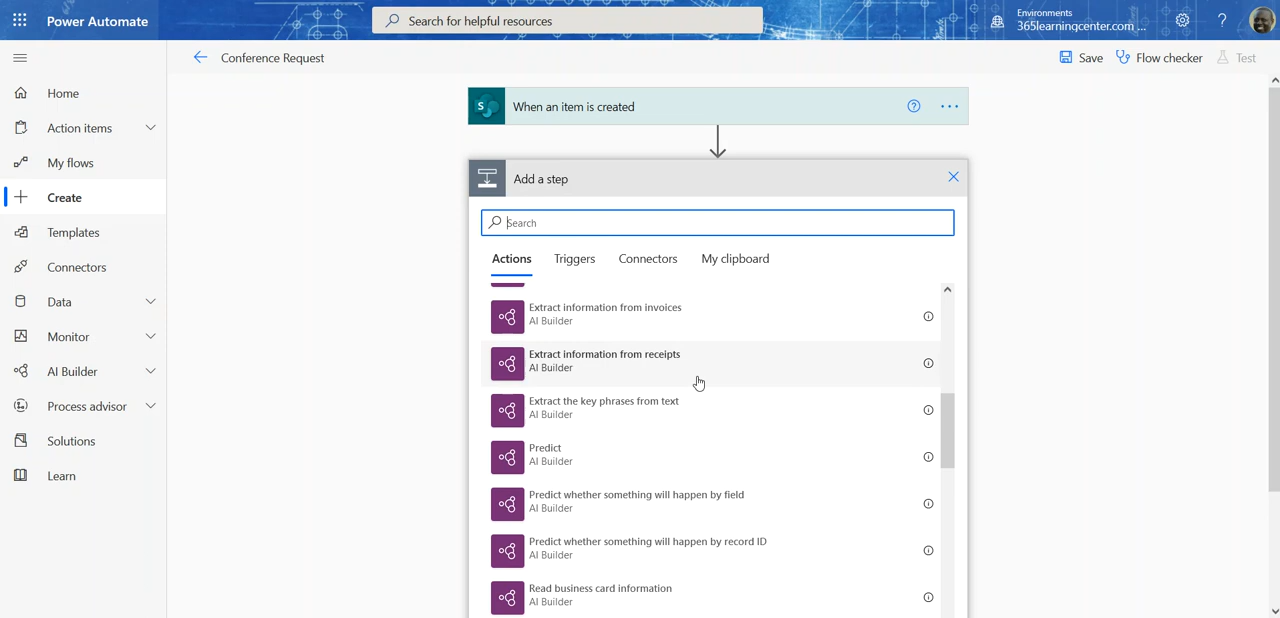 Power Automate
Search for helpful resources
Environments
365learningcenter.com ...
?
Conference Request
Save
Flow checker
Test
Home
Action items
My flows
Create
Templates
Connectors
Data
Monitor
AI Builder
Process advisor
Solutions
Learn
S
When an item is created
?
...
Add a step
Search
Actions
Triggers
Connectors
My clipboard
Extract information from invoices
AI Builder
Extract information from receipts
AI Builder
Extract the key phrases from text
AI Builder
Predict
AI Builder
Predict whether something will happen by field
AI Builder
Predict whether something will happen by record ID
AI Builder
Read business card information
AI Builder